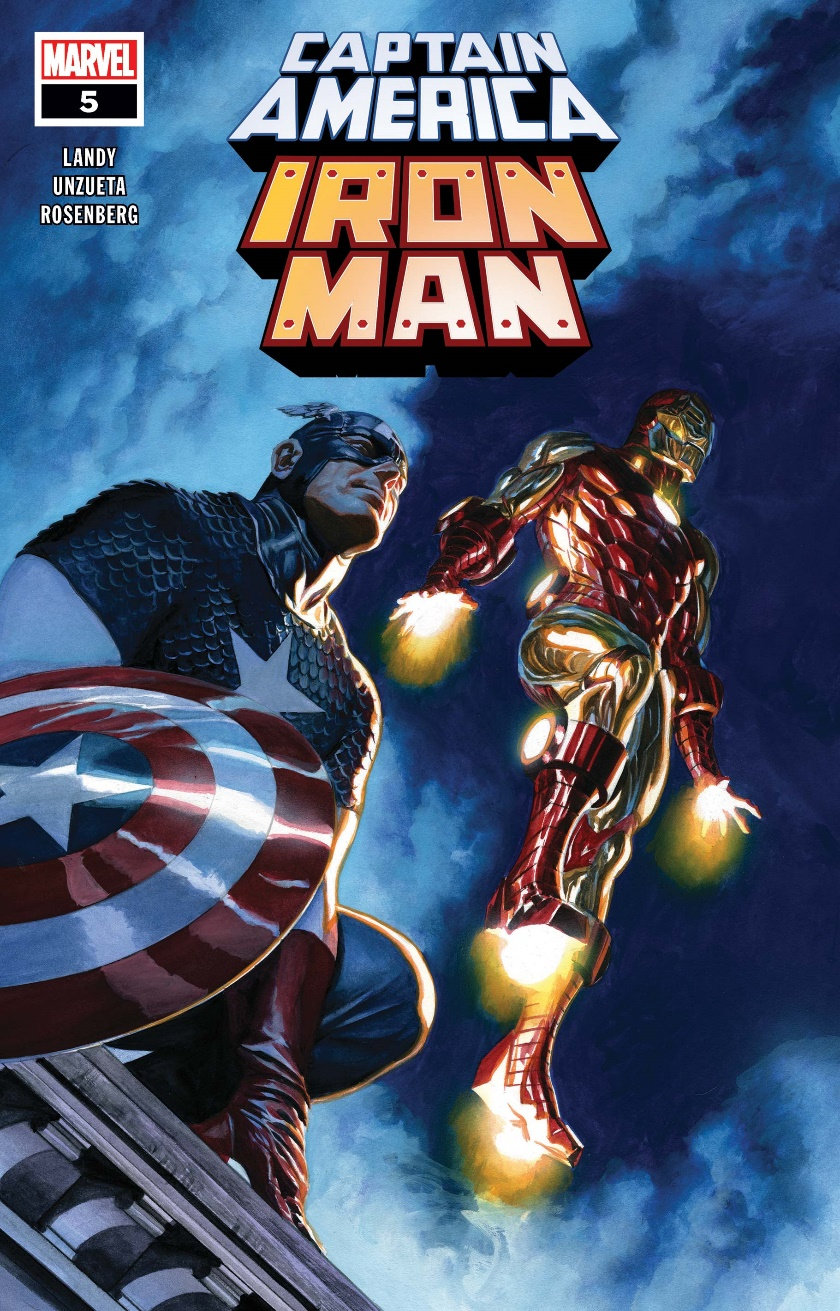 MARVEL
5
LANDY
UNZUETA
ROSENBERG
CAPTAIN
AMERICA
IRON
MAN